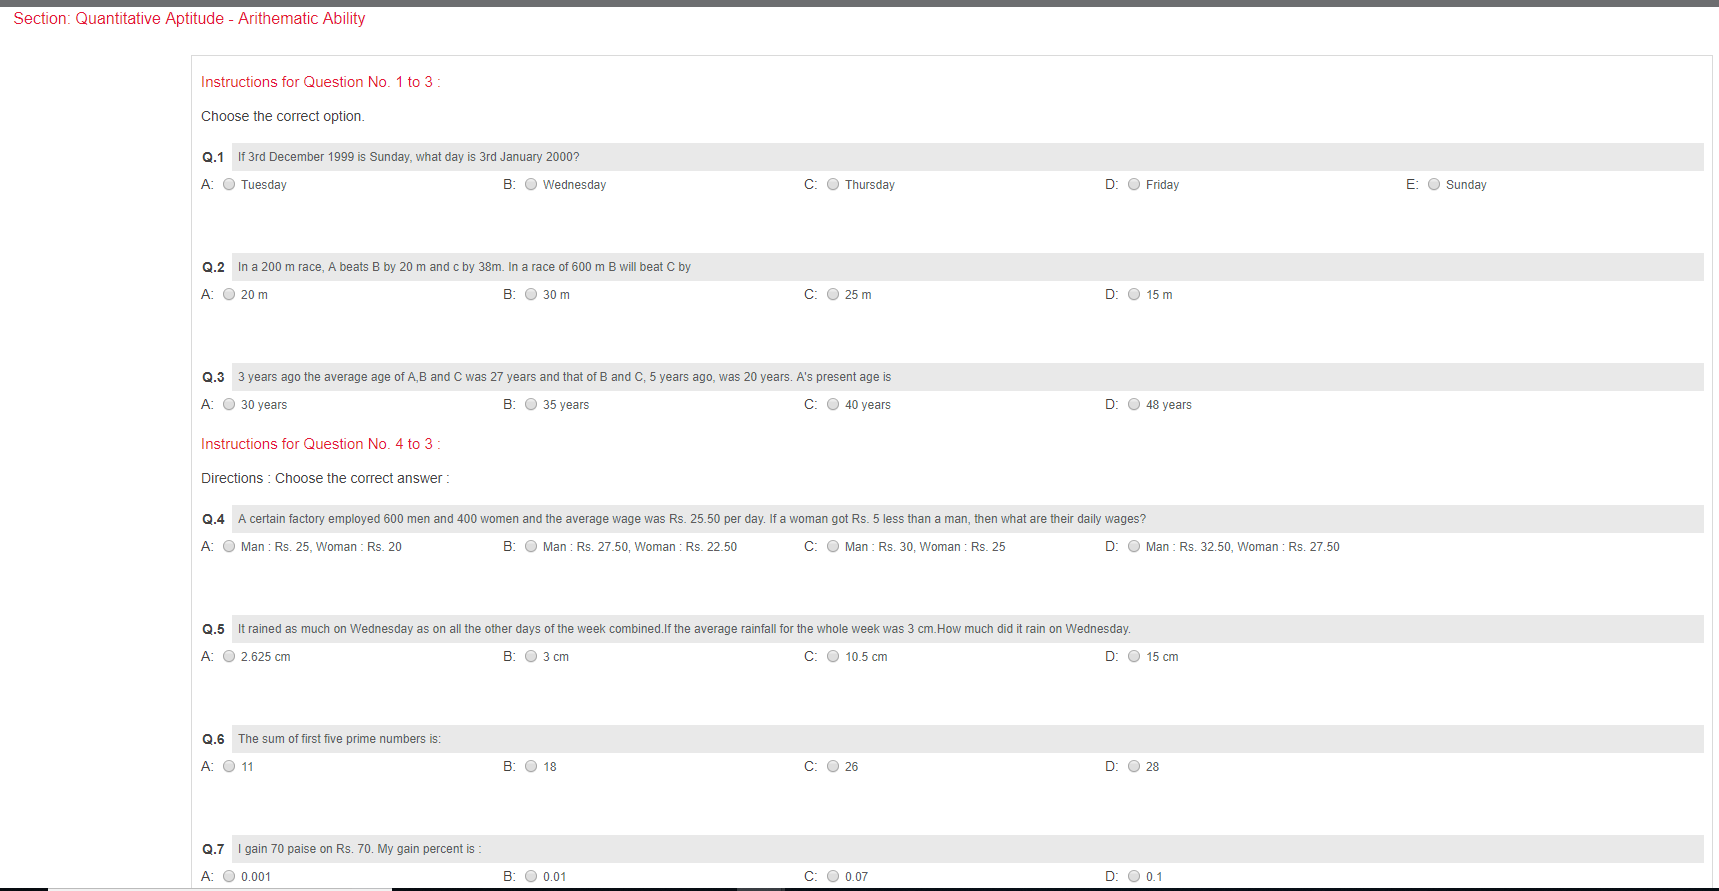 Section: Quantitative Aptitude - Arithematic Ability
Instructions for Question No. 1 to 3 :
Choose the correct option.
Q.1 If 3rd December 1999 is Sunday, what day is 3rd January 2000?
A: Tuesday B: Wednesday C: Thursday D: Friday E: Sunday
Q.2 In a 200 m race, A beats B by 20 m and c by 38m. In a race of 600 m B will beat C by
A: 20 m B: 30 m C: 25 m D: 15 m
Q.3 3 years ago the average age of A,B and C was 27 years and that of B and C, 5 years ago, was 20 years. A's present age is
A: 30 years B: 35 years C: 40 years D: 48 years
Instructions for Question No. 4 to 3 :
Directions : Choose the correct answer :
Q.4 A certain factory employed 600 men and 400 women and the average wage was Rs. 25.50 per day. If a woman got Rs. 5 less than a man, then what are their daily wages?
A: Man : Rs. 25, Woman : Rs. 20 B: Man : Rs. 27.50, Woman : Rs. 22.50 C: Man : Rs. 30, Woman : Rs. 25 D: Man : Rs. 32.50, Woman : Rs. 27.50
Q.5 It rained as much on Wednesday as on all the other days of the week combined.If the average rainfall for the whole week was 3 cm.How much did it rain on Wednesday.
A: 2.625 cm B: 3 cm C: 10.5 cm D: 15 cm
Q.6 The sum of first five prime numbers is:
A: 11 B: 18 C: 26 D: 28
Q.7 I gain 70 paise on Rs. 70. My gain percent is :
A: 0.001 B: 0.01 C: 0.07 D: 0.1